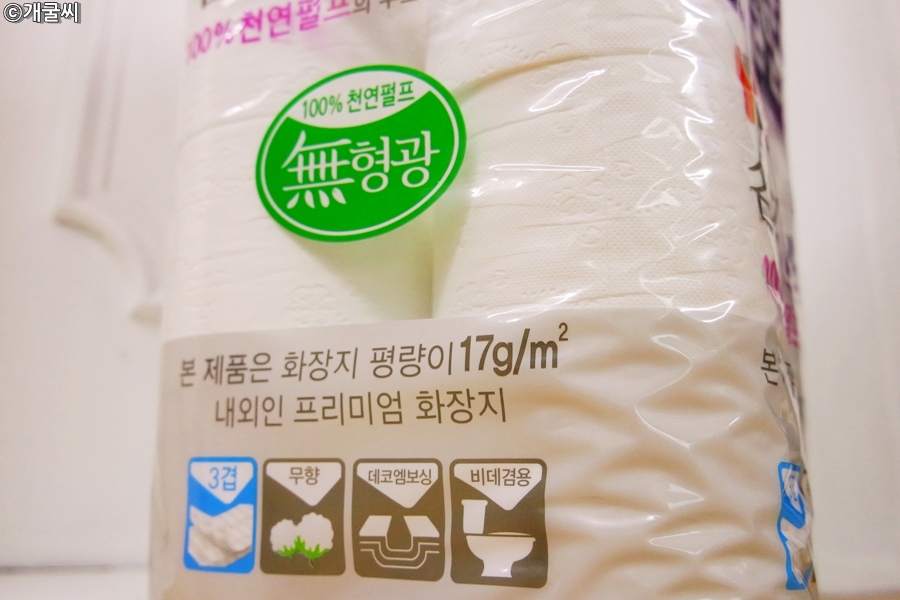 ©개굴씨
100% 천연펄프의
100% 천연펄프
無형광
본 제품은 화장지 평량이 17g/m²
내외인 프리미엄 화장지
3겹
무향
데코엠보싱
비데겸용
본